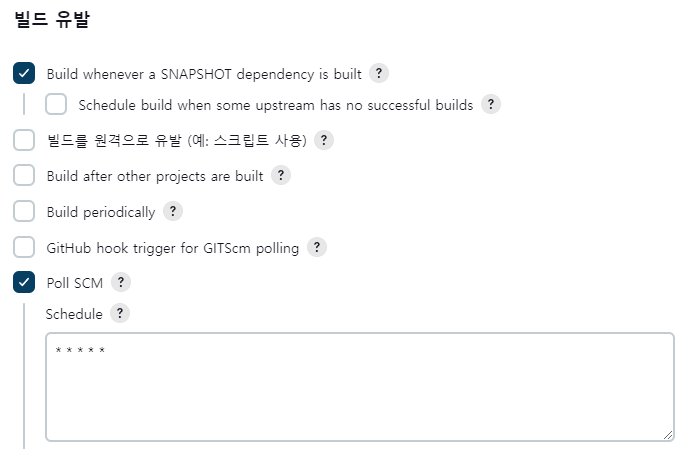 빌드 유발
Build whenever a SNAPSHOT dependency is built ?
Schedule build when some upstream has no successful builds ?
빌드를 원격으로 유발 (예: 스크립트 사용) ?
Build after other projects are built ?
Build periodically ?
GitHub hook trigger for GITScm polling ?
Poll SCM ?
Schedule ?
* * * * *